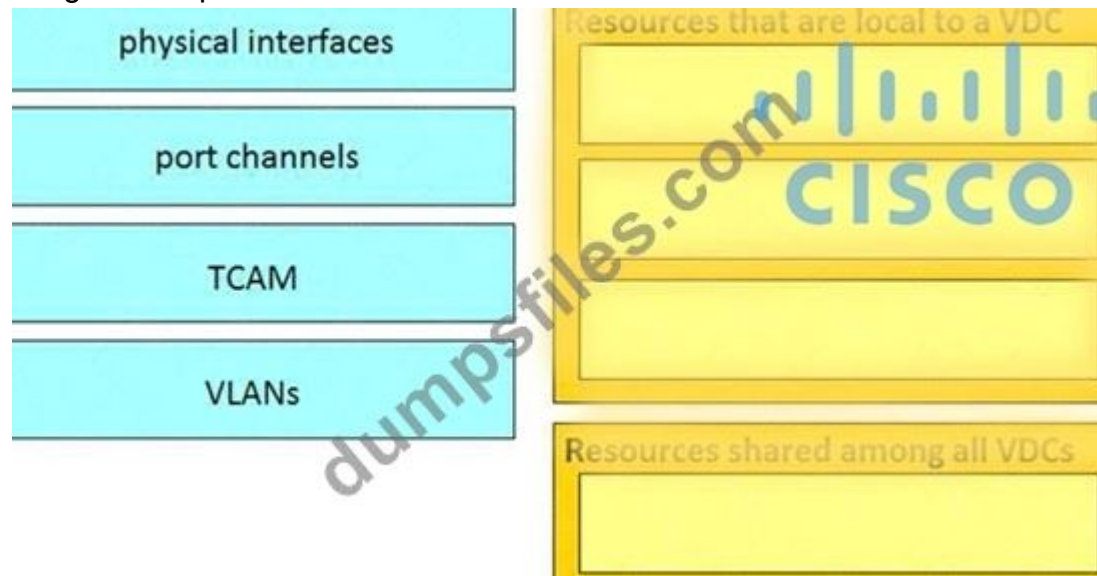 physical interfaces
port channels
TCAM
VLANs
Resources that are local to a VDC
CISCO
Resources shared among all VDCs
dumpsfiles.com